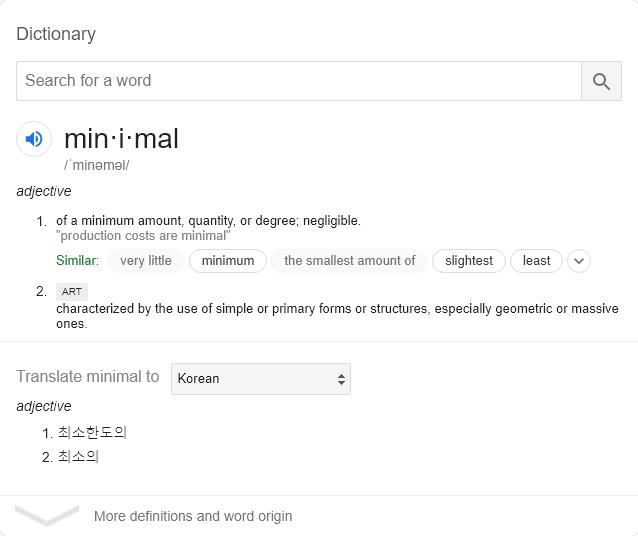 Dictionary
Search for a word
min·i·mal
/ˈminəməl/
adjective
1. of a minimum amount, quantity, or degree; negligible.
"production costs are minimal"
Similar: very little minimum the smallest amount of slightest least
2. ART
characterized by the use of simple or primary forms or structures, especially geometric or massive
ones.
Translate minimal to Korean
adjective
1. 최소한도의
2. 최소의
More definitions and word origin